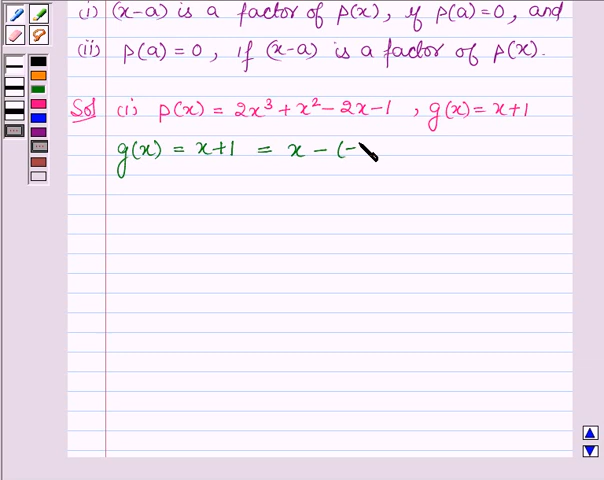 (i) (x-a) is a factor of p(x), if p(a)=0, and
(ii) p(a)=0, if (x-a) is a factor of p(x).
Sol (i) p(x) = 2x³+x²-2x-1 , g(x) = x+1
g(x) = x+1 = x - (-